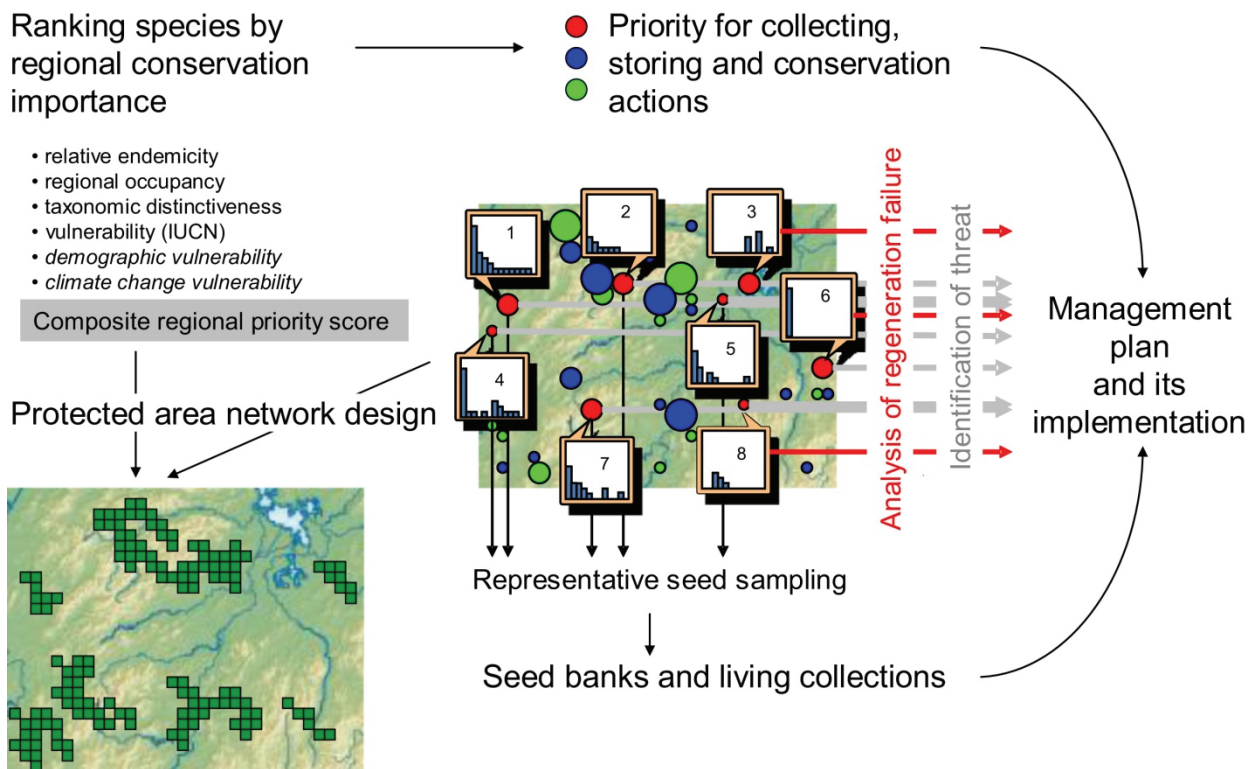 Ranking species by
regional conservation
importance
Priority for collecting,
storing and conservation
actions
• relative endemicity
• regional occupancy
• taxonomic distinctiveness
• vulnerability (IUCN)
• demographic vulnerability
• climate change vulnerability
Composite regional priority score
Protected area network design
1
2
3
4
5
6
7
8
Analysis of regeneration failure
Identification of threat
Management
plan
and its
implementation
Representative seed sampling
Seed banks and living collections